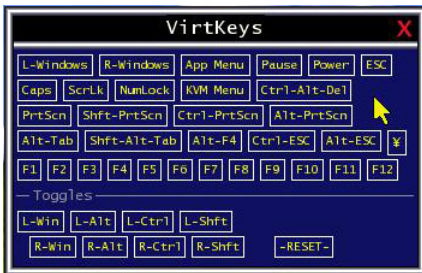 VirtKeys X
L-Windows R-Windows App Menu Pause Power ESC
Caps ScrLk NumLock KVM Menu Ctrl-Alt-Del
PrtScn Shft-PrtScn Ctrl-PrtScn Alt-PrtScn
Alt-Tab Shft-Alt-Tab Alt-F4 Ctrl-ESC Alt-ESC ¥
F1 F2 F3 F4 F5 F6 F7 F8 F9 F10 F11 F12
Toggles
L-Win L-Alt L-Ctrl L-Shft
R-Win R-Alt R-Ctrl R-Shft -RESET-